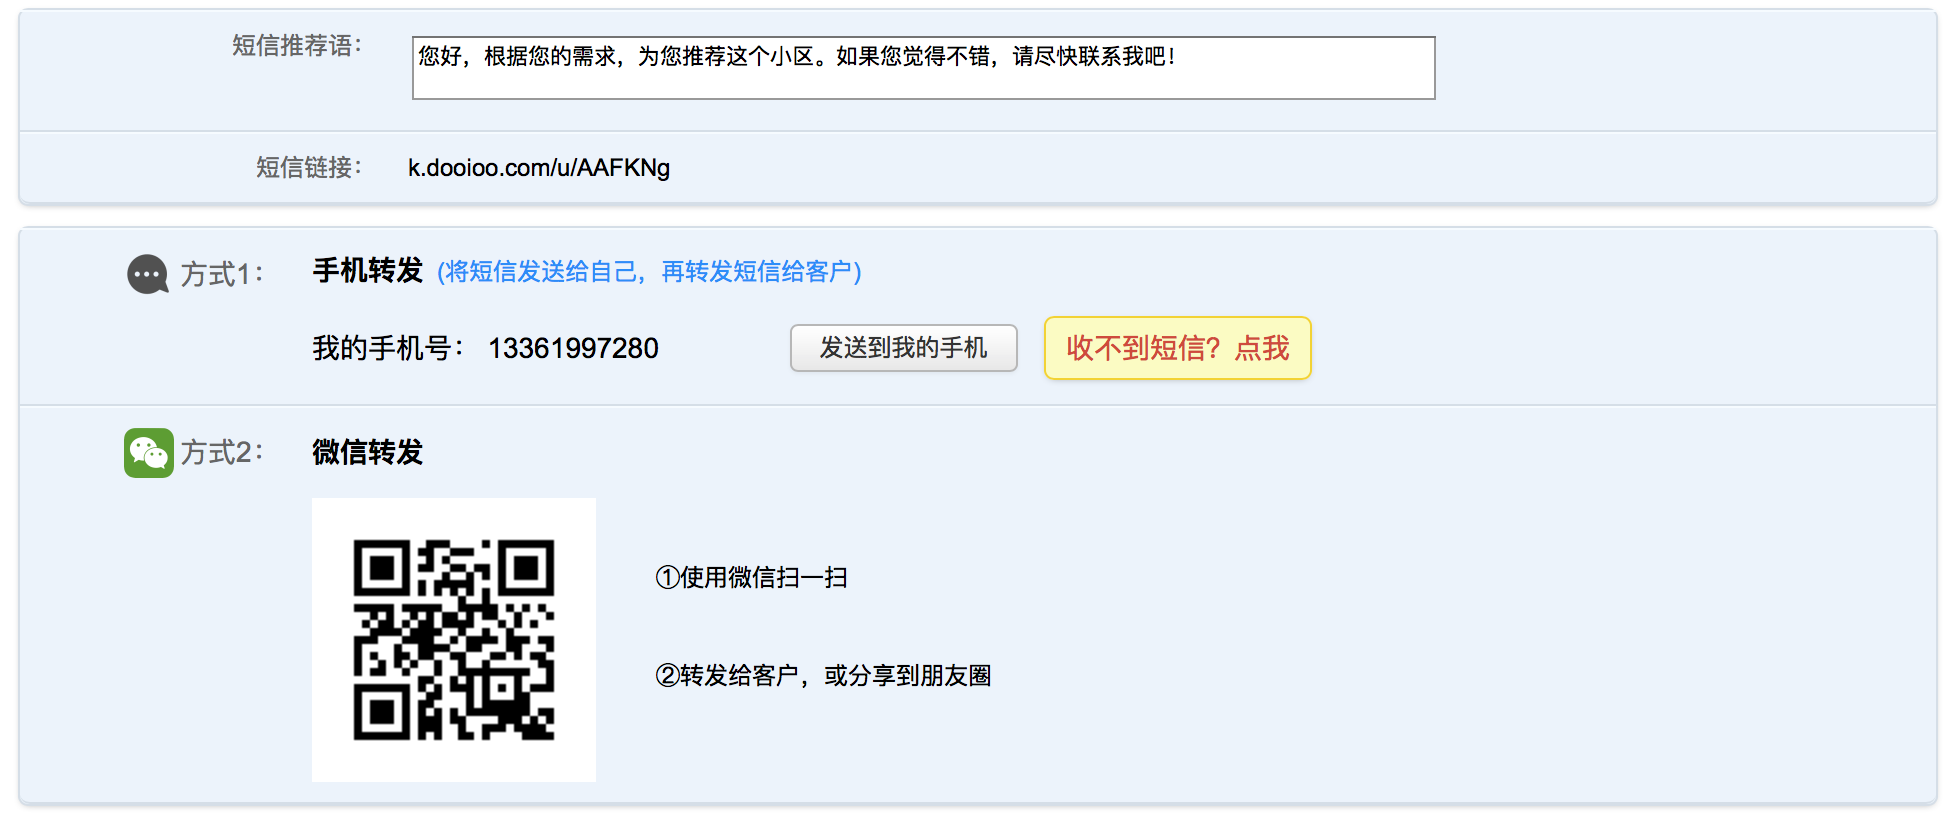 短信推荐语：
您好，根据您的需求，为您推荐这个小区。如果您觉得不错，请尽快联系我吧！
短信链接： k.dooioo.com/u/AAFKNg
方式1： 手机转发 (将短信发送给自己，再转发短信给客户)
我的手机号： 13361997280 发送到我的手机 收不到短信？点我
方式2： 微信转发
①使用微信扫一扫
②转发给客户，或分享到朋友圈